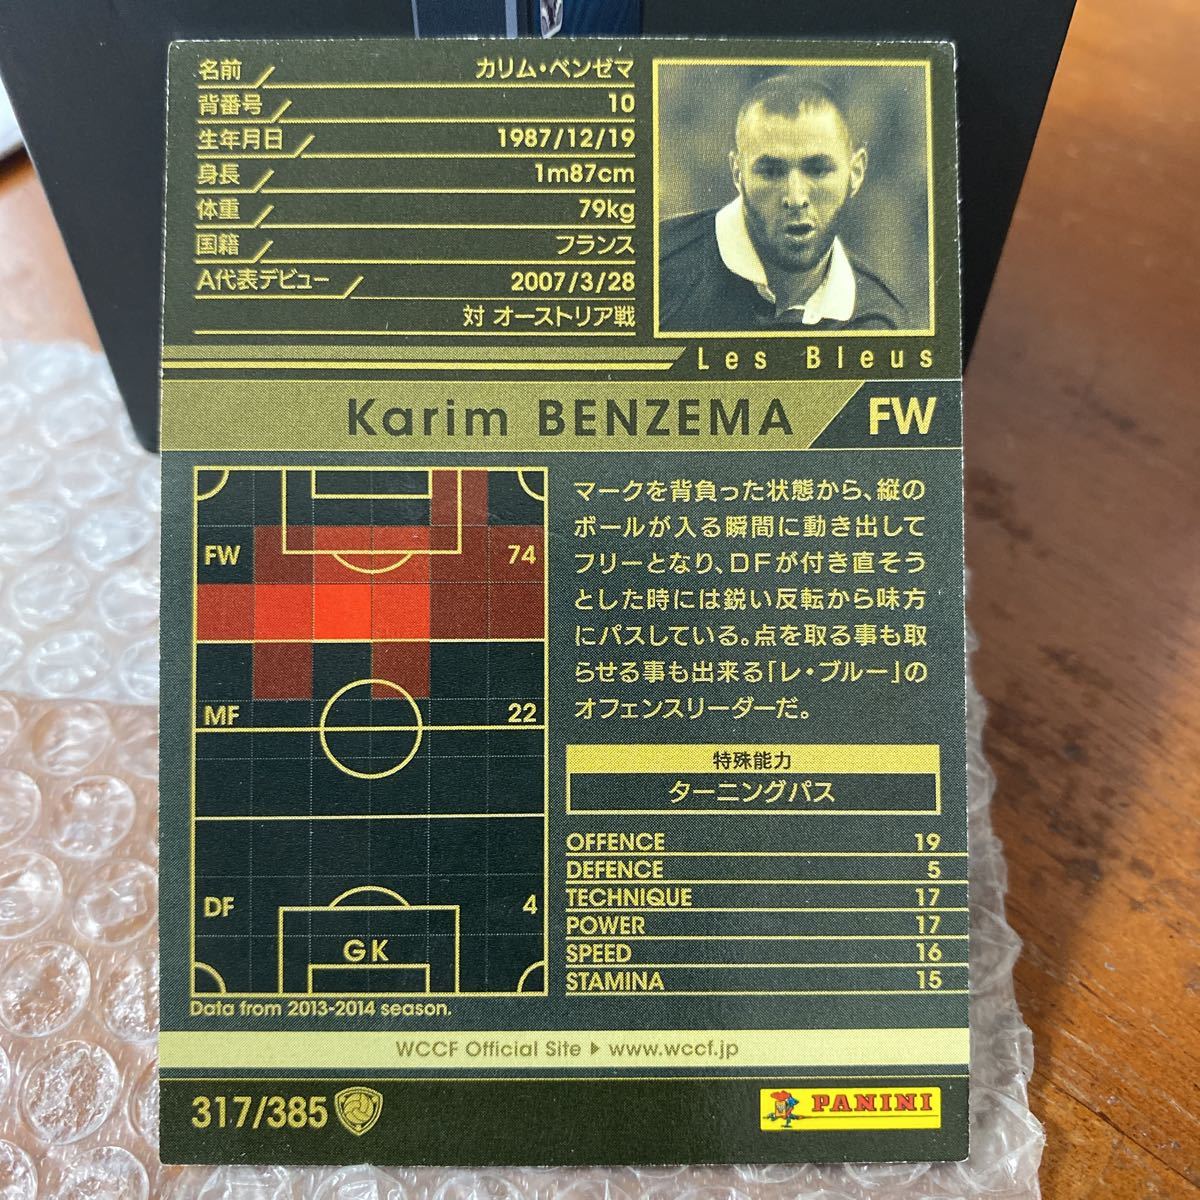 名前 カリム・ベンゼマ
背番号 10
生年月日 1987/12/19
身長 1m87cm
体重 79kg
国籍 フランス
A代表デビュー 2007/3/28
対 オーストリア戦
Les Bleus
Karim BENZEMA FW
FW 74
MF 22
DF 4
GK
Data from 2013-2014 season.
マークを背負った状態から、縦の
ボールが入る瞬間に動き出して
フリーとなり、DFが付き直そう
とした時には鋭い反転から味方
にパスしている。点を取る事も取
らせる事も出来る「レ・ブルー」の
オフェンスリーダーだ。
特殊能力
ターニングパス
OFFENCE 19
DEFENCE 5
TECHNIQUE 17
POWER 17
SPEED 16
STAMINA 15
WCCF Official Site ▶ www.wccf.jp
317/385
PANINI